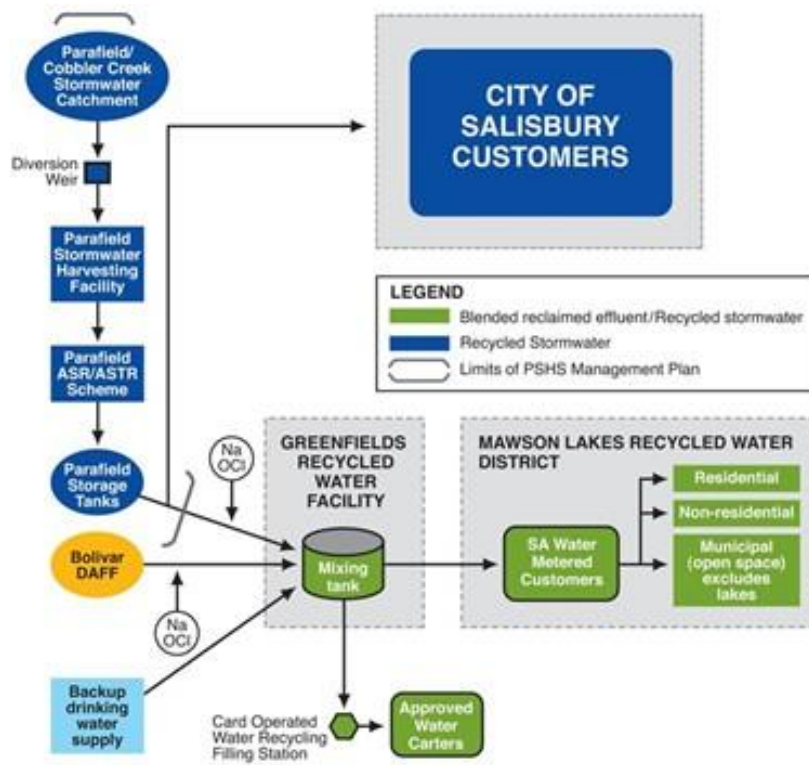 Parafield/
Cobbler Creek
Stormwater
Catchment
Diversion
Weir
Parafield
Stormwater
Harvesting
Facility
Parafield
ASR/ASTR
Scheme
Parafield
Storage
Tanks
Bolivar
DAFF
Backup
drinking
water
supply
Na
OCl
Na
OCl
CITY OF
SALISBURY
CUSTOMERS
LEGEND
Blended reclaimed effluent/Recycled stormwater
Recycled Stormwater
Limits of PSHS Management Plan
GREENFIELDS
RECYCLED
WATER
FACILITY
Mixing
tank
Card Operated
Water Recycling
Filling Station
Approved
Water
Carters
MAWSON LAKES RECYCLED WATER
DISTRICT
SA Water
Metered
Customers
Residential
Non-residential
Municipal
(open space)
excludes
lakes